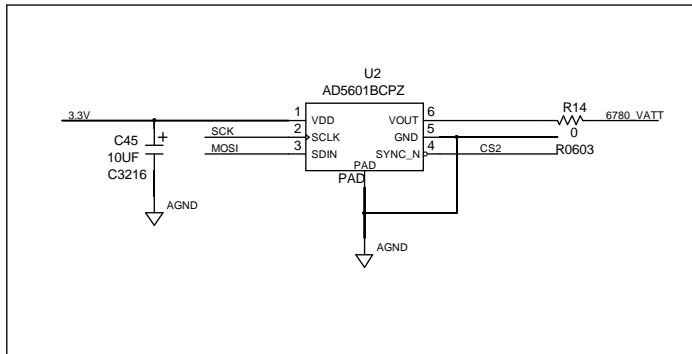 U2
AD5601BCPZ
3.3V
1 VDD VOUT 6
R14
6780_VATT
SCK 2 SCLK GND 5
0
MOSI 3 SDIN SYNC_N 4 CS2
R0603
C45 +
10UF
C3216
PAD
PAD
AGND
AGND